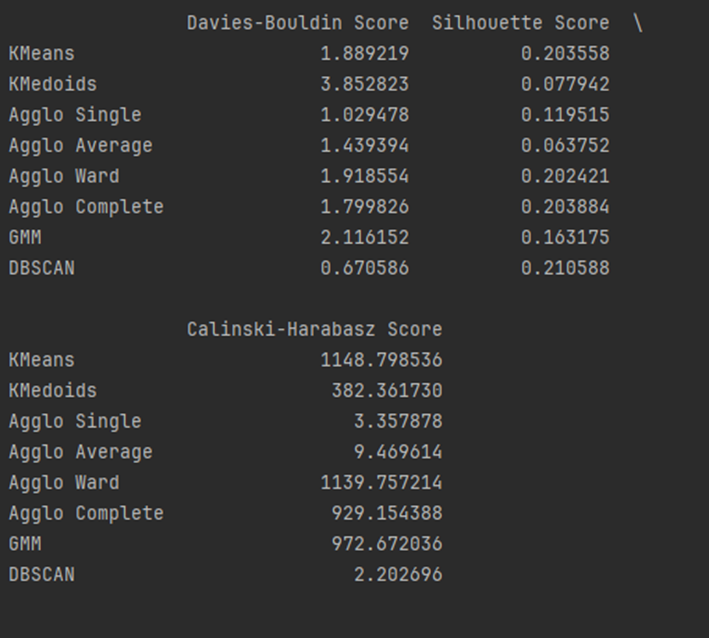 Davies-Bouldin Score  Silhouette Score  \
KMeans  1.889219  0.203558
KMedoids  3.852823  0.077942
Agglo Single  1.029478  0.119515
Agglo Average  1.439394  0.063752
Agglo Ward  1.918554  0.202421
Agglo Complete  1.799826  0.203884
GMM  2.116152  0.163175
DBSCAN  0.670586  0.210588
Calinski-Harabasz Score
KMeans  1148.798536
KMedoids  382.361730
Agglo Single  3.357878
Agglo Average  9.469614
Agglo Ward  1139.757214
Agglo Complete  929.154388
GMM  972.672036
DBSCAN  2.202696